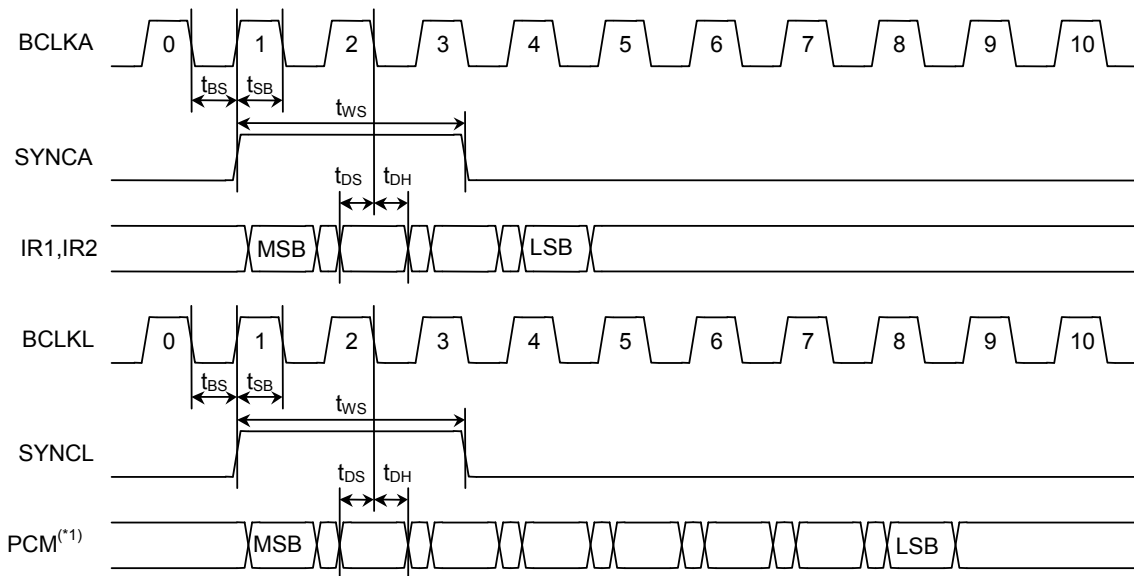 BCLKA 0 1 2 3 4 5 6 7 8 9 10
tBS tSB
tWS
SYNCA
tDS tDH
IR1,IR2 MSB LSB
BCLKL 0 1 2 3 4 5 6 7 8 9 10
tBS tSB
tWS
SYNCL
tDS tDH
PCM(*1) MSB LSB